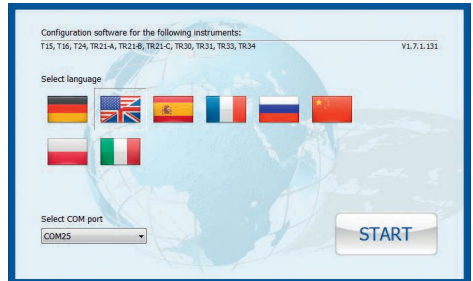 Configuration software for the following instruments:
T15, T16, T24, TR21-A, TR21-B, TR21-C, TR30, TR31, TR33, TR34
V1.7.1.131
Select language
Select COM port
COM25
START